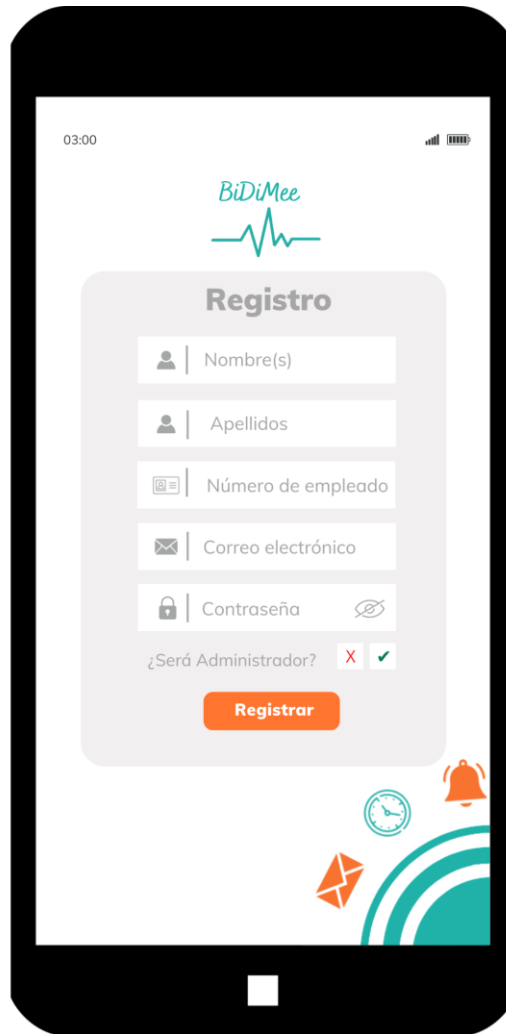 03:00
BiDiMee
Registro
Nombre(s)
Apellidos
Número de empleado
Correo electrónico
Contraseña
¿Será Administrador? X ✔
Registrar